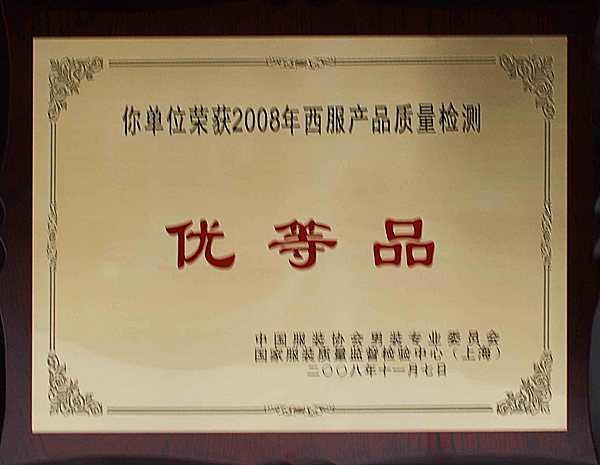 你单位荣获2008年西服产品质量检测
优等品
中国服装协会男装专业委员会
国家服装质量监督检验中心（上海）
二〇〇八年十一月七日